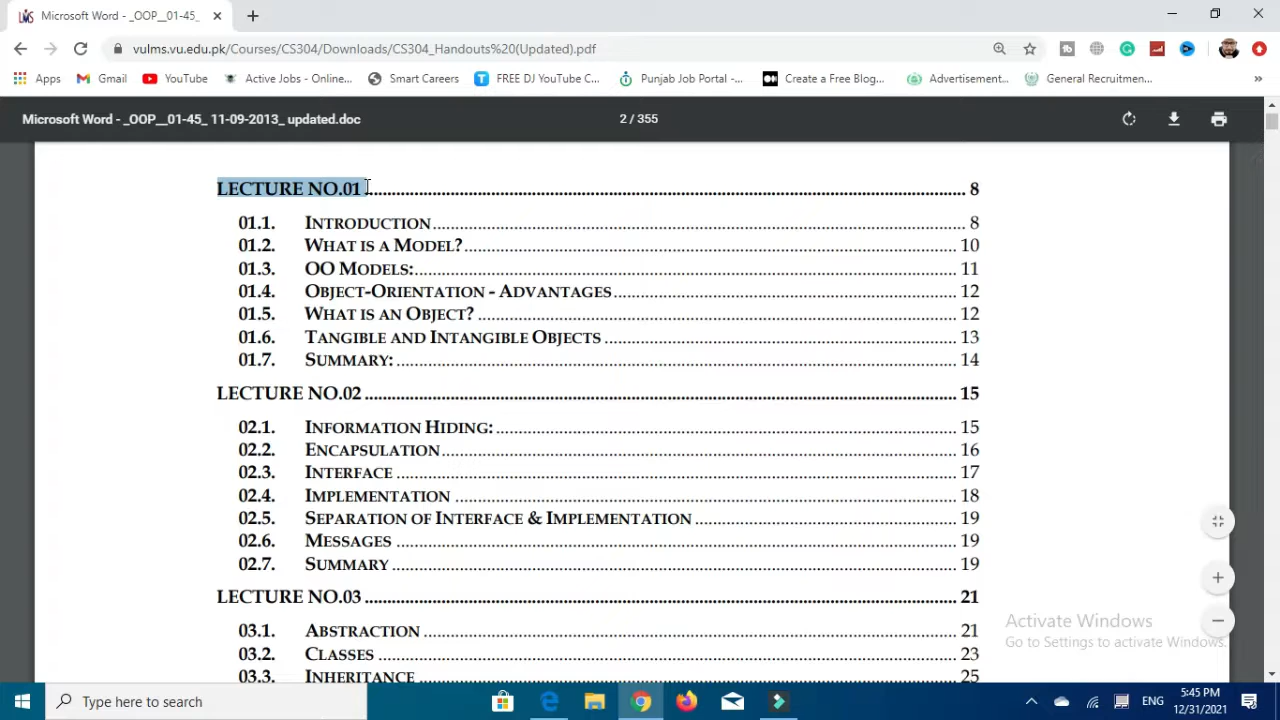 Microsoft Word - _OOP__01-45_
vulms.vu.edu.pk/Courses/CS304/Downloads/CS304_Handouts%20(Updated).pdf
Apps Gmail YouTube Active Jobs - Online... Smart Careers FREE DJ YouTube C... Punjab Job Portal -... Create a Free Blog... Advertisement... General Recruitmen... »
Microsoft Word - _OOP__01-45_ 11-09-2013_ updated.doc 2 / 355
LECTURE NO.01 ........ 8
01.1. INTRODUCTION ........ 8
01.2. WHAT IS A MODEL? ........ 10
01.3. OO MODELS: ........ 11
01.4. OBJECT-ORIENTATION - ADVANTAGES ........ 12
01.5. WHAT IS AN OBJECT? ........ 12
01.6. TANGIBLE AND INTANGIBLE OBJECTS ........ 13
01.7. SUMMARY: ........ 14
LECTURE NO.02 ........ 15
02.1. INFORMATION HIDING: ........ 15
02.2. ENCAPSULATION ........ 16
02.3. INTERFACE ........ 17
02.4. IMPLEMENTATION ........ 18
02.5. SEPARATION OF INTERFACE & IMPLEMENTATION ........ 19
02.6. MESSAGES ........ 19
02.7. SUMMARY ........ 19
LECTURE NO.03 ........ 21
03.1. ABSTRACTION ........ 21
03.2. CLASSES ........ 23
03.3. INHERITANCE ........ 25
Activate Windows
Go to Settings to activate Windows.
Type here to search
ENG
5:45 PM
12/31/2021